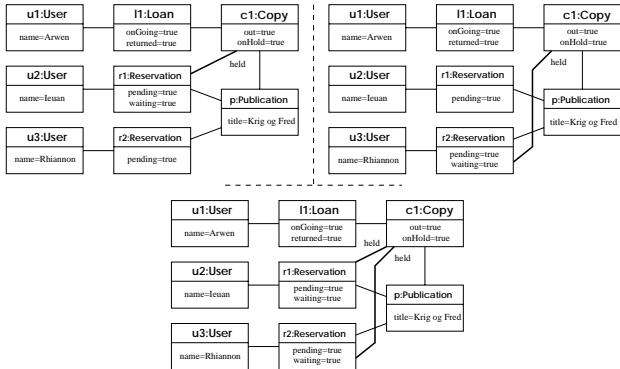 u1:User
name=Arwen
l1:Loan
onGoing=true
returned=true
c1:Copy
out=true
onHold=true
held
u2:User
name=Ieuan
r1:Reservation
pending=true
waiting=true
p:Publication
title=Krig og Fred
u3:User
name=Rhiannon
r2:Reservation
pending=true
u1:User
name=Arwen
l1:Loan
onGoing=true
returned=true
c1:Copy
out=true
onHold=true
held
u2:User
name=Ieuan
r1:Reservation
pending=true
p:Publication
title=Krig og Fred
u3:User
name=Rhiannon
r2:Reservation
pending=true
waiting=true
u1:User
name=Arwen
l1:Loan
onGoing=true
returned=true
c1:Copy
out=true
onHold=true
held
held
u2:User
name=Ieuan
r1:Reservation
pending=true
waiting=true
p:Publication
title=Krig og Fred
u3:User
name=Rhiannon
r2:Reservation
pending=true
waiting=true